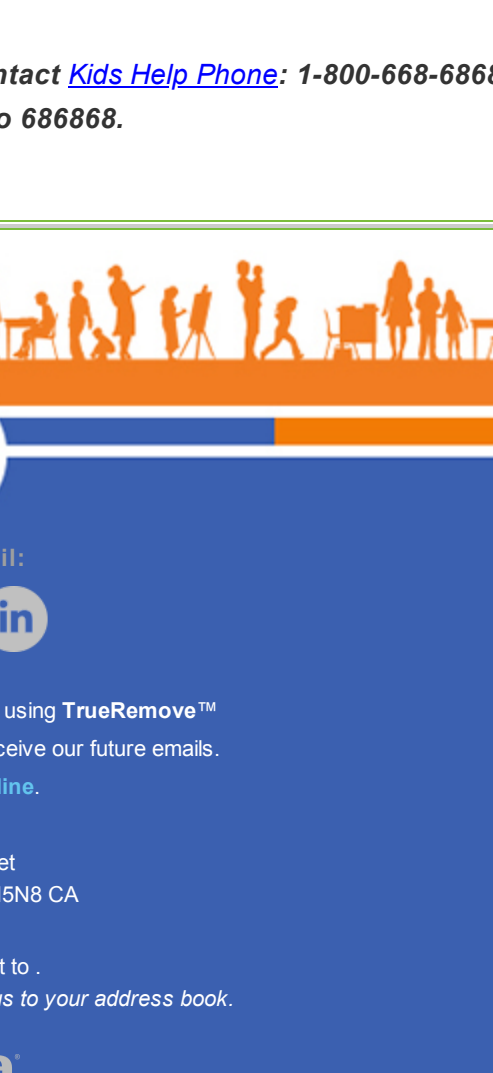 ntact Kids Help Phone: 1-800-668-6868
o 686868.
il:
in
using TrueRemove™
ceive our future emails.
line.
et
5N8 CA
t to .
us to your address book.